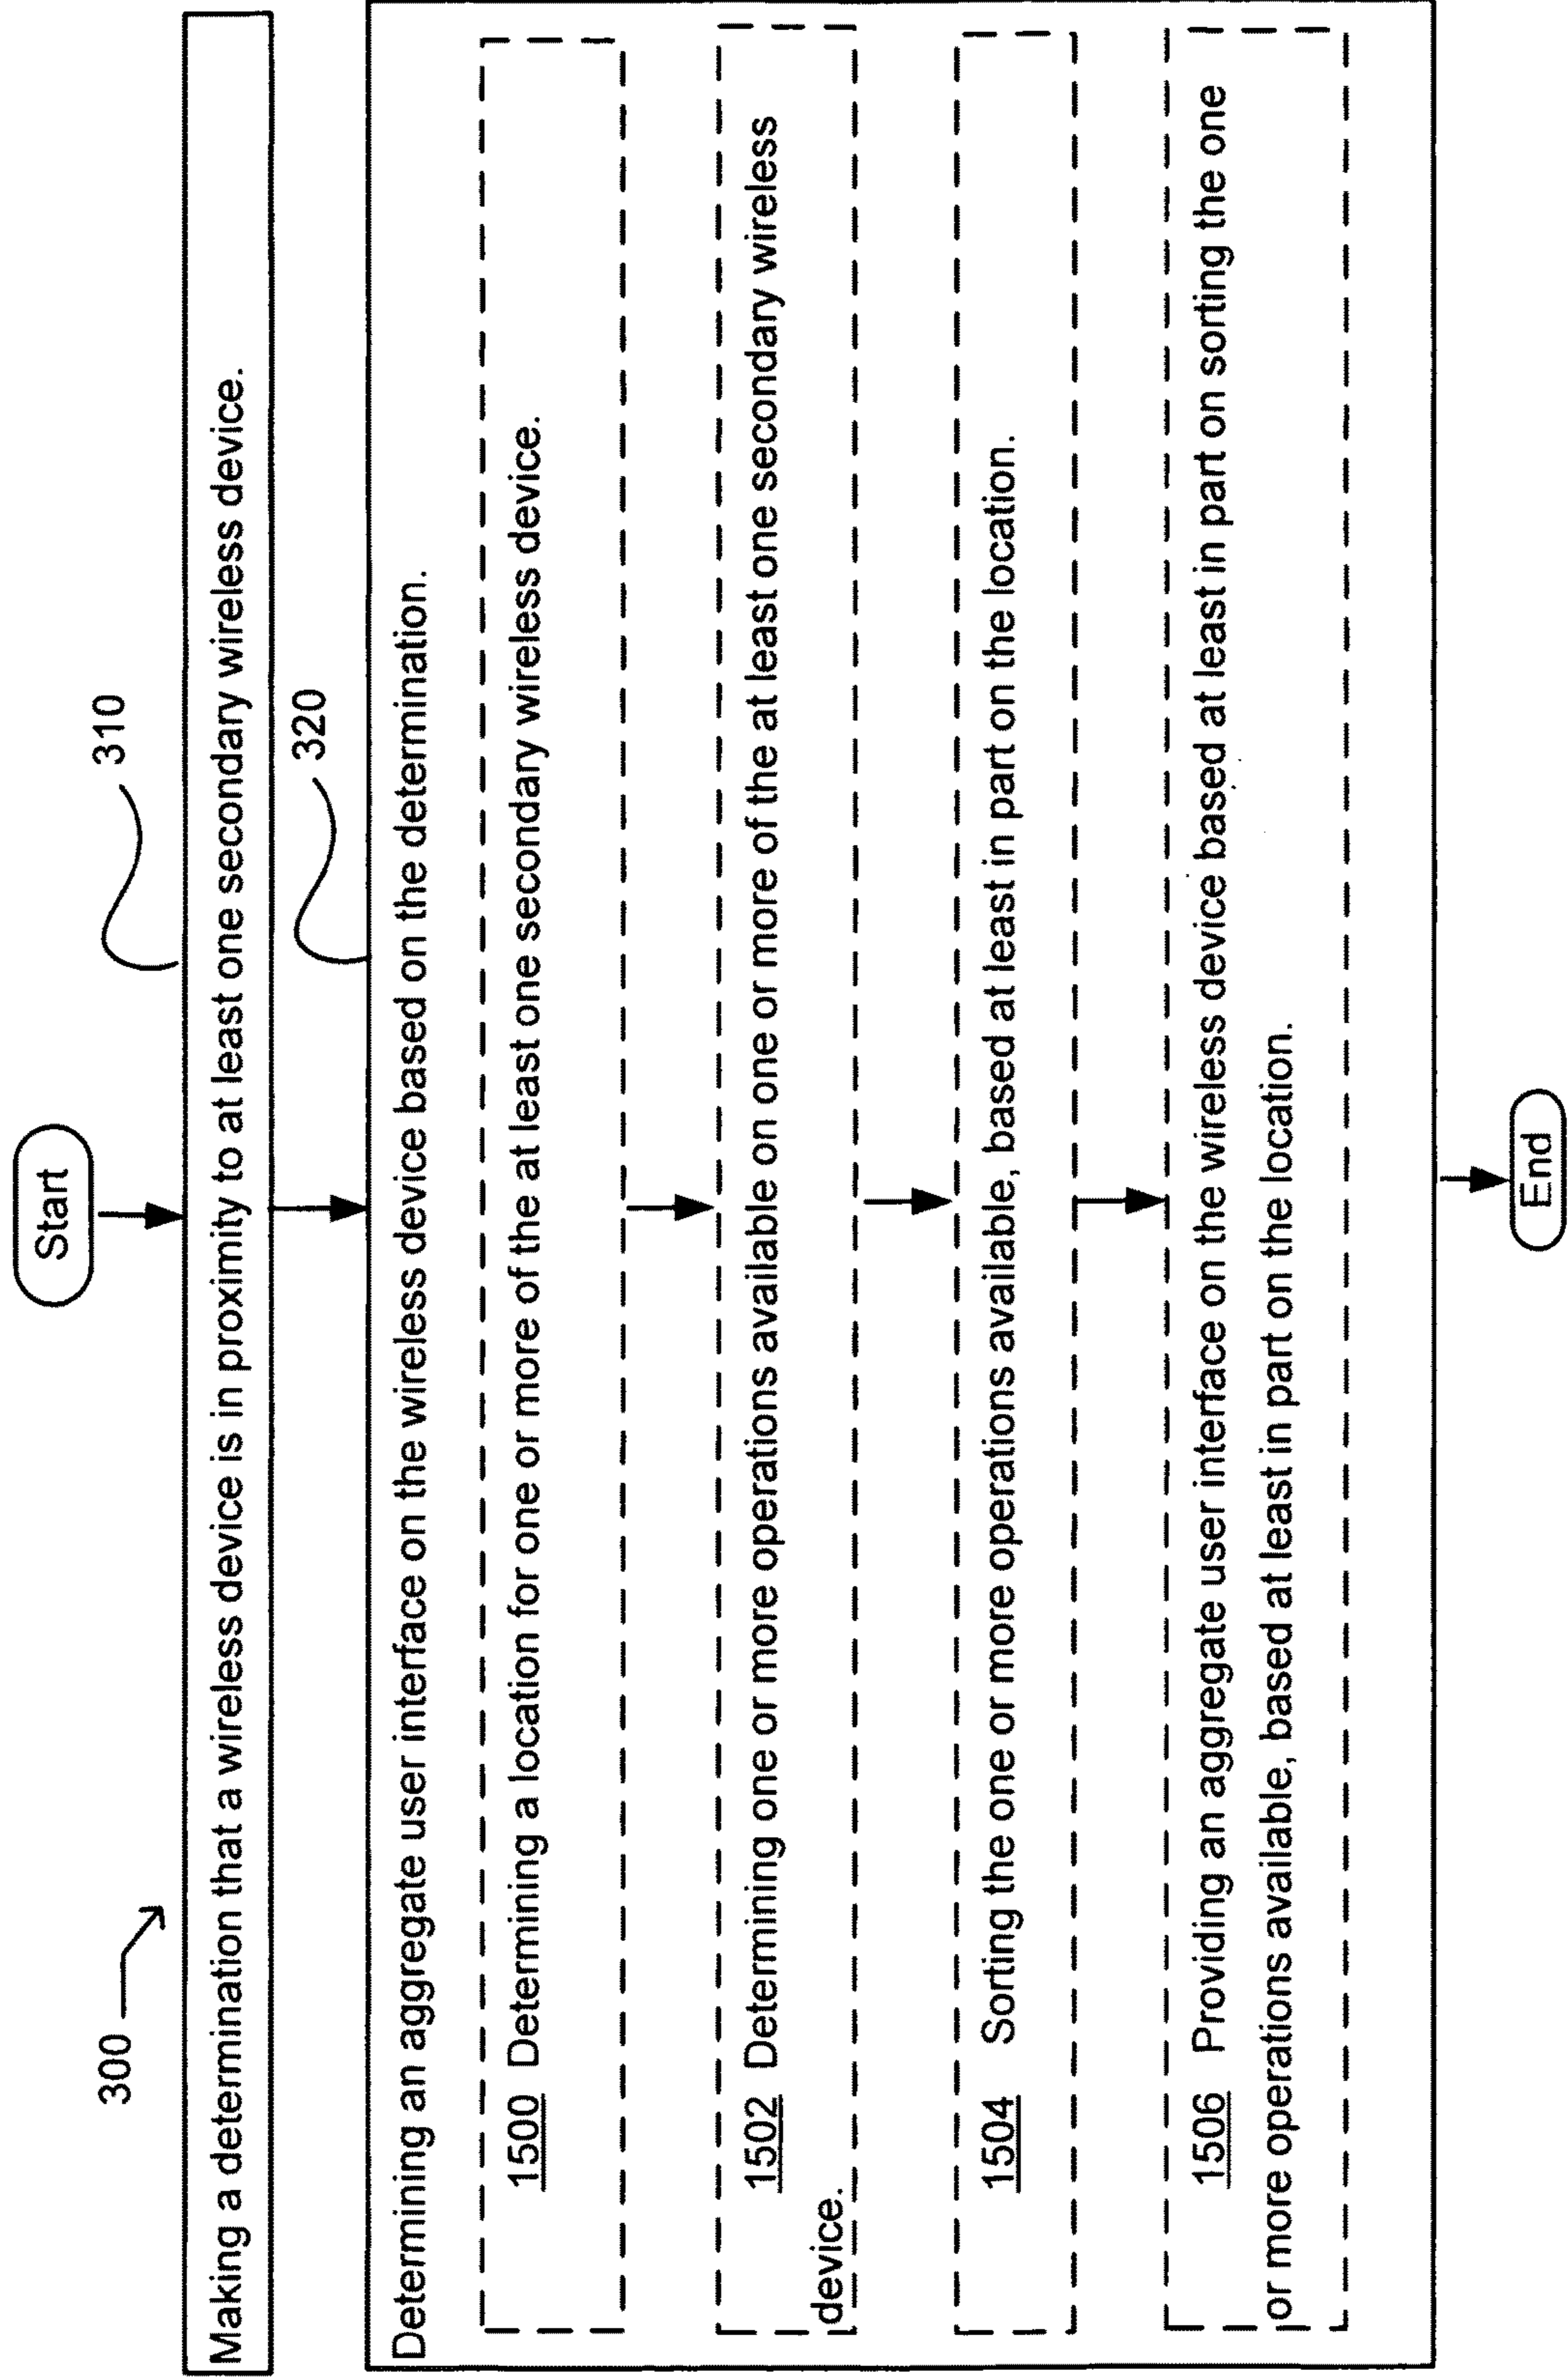 Start
300
310
Making a determination that a wireless device is in proximity to at least one secondary wireless device.
320
Determining an aggregate user interface on the wireless device based on the determination.
1500 Determining a location for one or more of the at least one secondary wireless device.
1502 Determining one or more operations available on one or more of the at least one secondary wireless
device.
1504 Sorting the one or more operations available, based at least in part on the location.
1506 Providing an aggregate user interface on the wireless device based at least in part on sorting the one
or more operations available, based at least in part on the location.
End